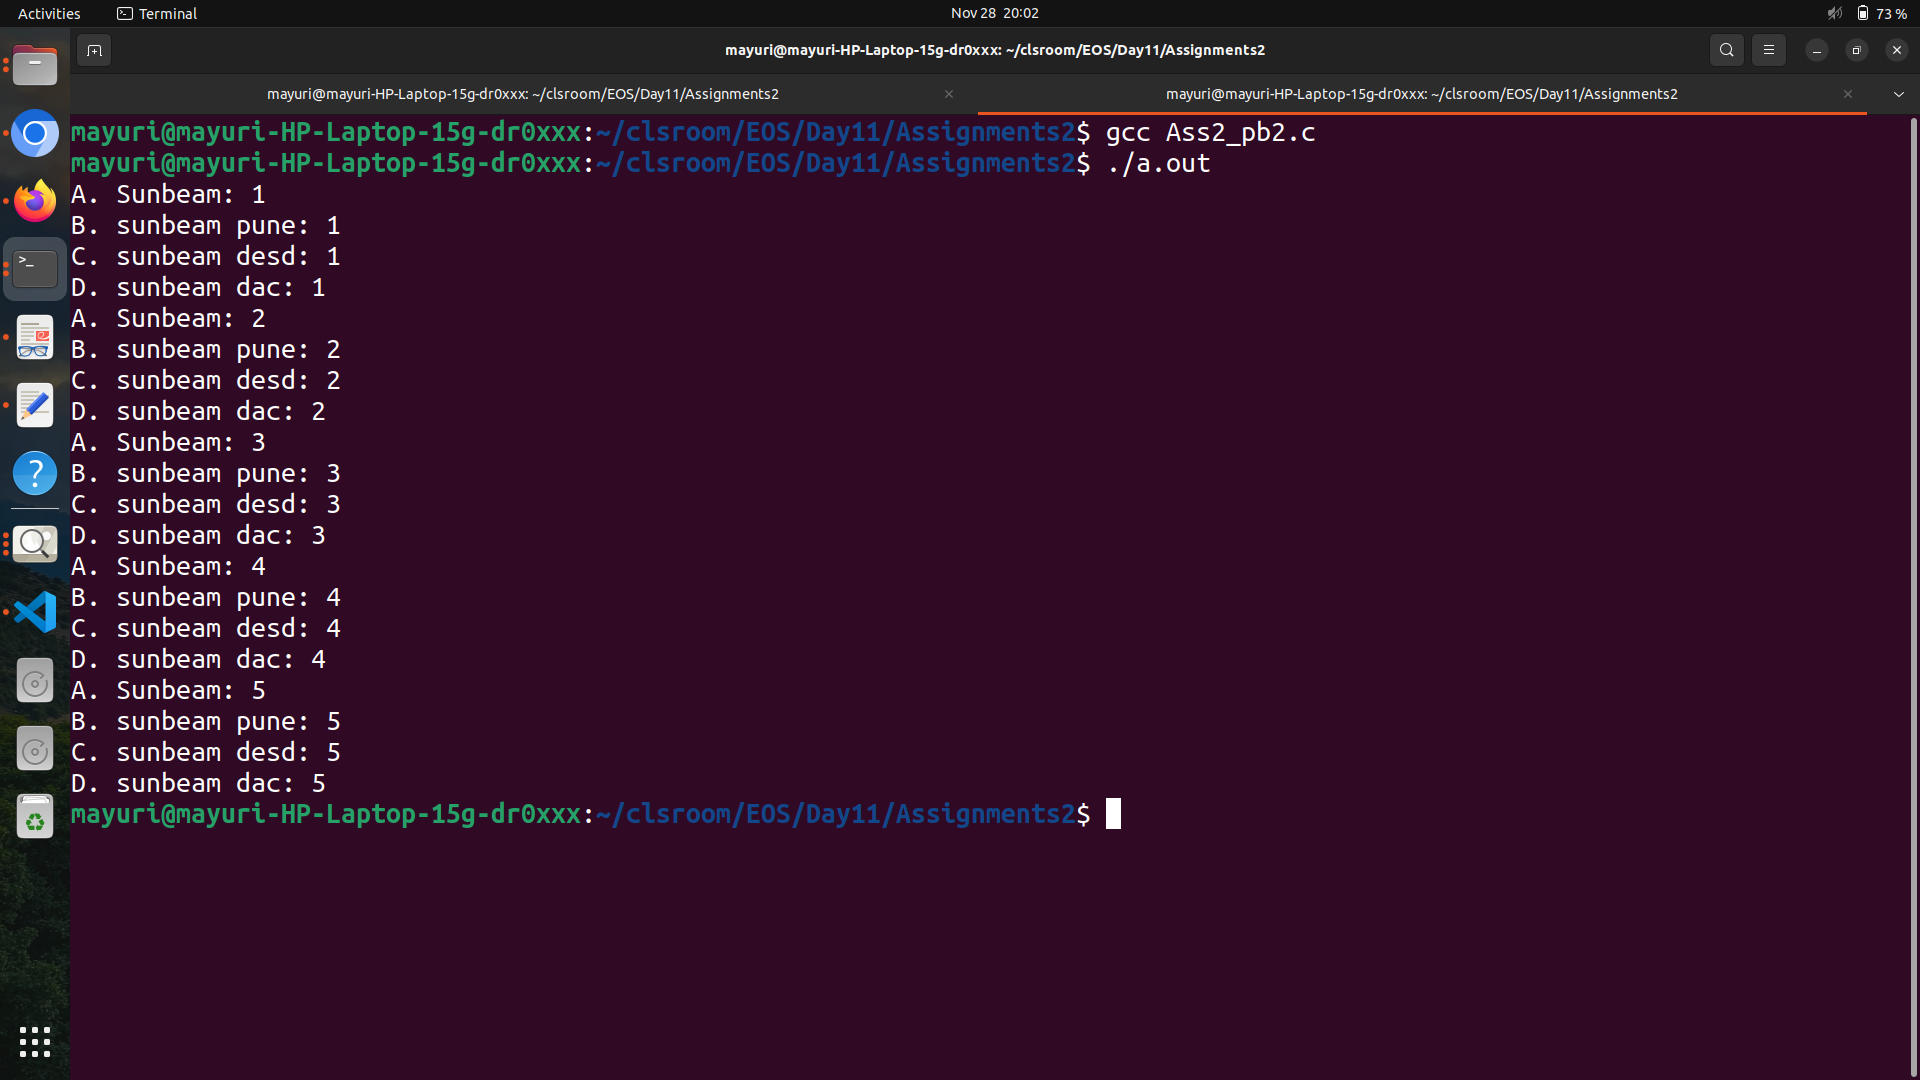 Activities Terminal Nov 28 20:02 73 %
mayuri@mayuri-HP-Laptop-15g-dr0xxx: ~/clsroom/EOS/Day11/Assignments2
mayuri@mayuri-HP-Laptop-15g-dr0xxx: ~/clsroom/EOS/Day11/Assignments2 mayuri@mayuri-HP-Laptop-15g-dr0xxx: ~/clsroom/EOS/Day11/Assignments2
mayuri@mayuri-HP-Laptop-15g-dr0xxx:~/clsroom/EOS/Day11/Assignments2$ gcc Ass2_pb2.c
mayuri@mayuri-HP-Laptop-15g-dr0xxx:~/clsroom/EOS/Day11/Assignments2$ ./a.out
A. Sunbeam: 1
B. sunbeam pune: 1
C. sunbeam desd: 1
D. sunbeam dac: 1
A. Sunbeam: 2
B. sunbeam pune: 2
C. sunbeam desd: 2
D. sunbeam dac: 2
A. Sunbeam: 3
B. sunbeam pune: 3
C. sunbeam desd: 3
D. sunbeam dac: 3
A. Sunbeam: 4
B. sunbeam pune: 4
C. sunbeam desd: 4
D. sunbeam dac: 4
A. Sunbeam: 5
B. sunbeam pune: 5
C. sunbeam desd: 5
D. sunbeam dac: 5
mayuri@mayuri-HP-Laptop-15g-dr0xxx:~/clsroom/EOS/Day11/Assignments2$